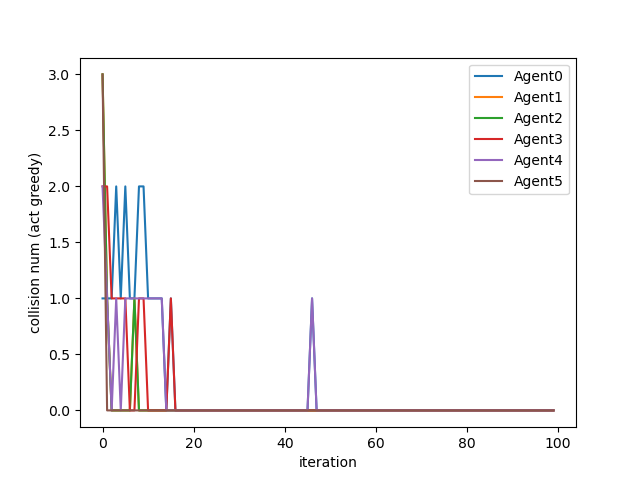 3.0
2.5
2.0
1.5
1.0
0.5
0.0
collision num (act greedy)
0
20
40
60
80
100
iteration
Agent0
Agent1
Agent2
Agent3
Agent4
Agent5